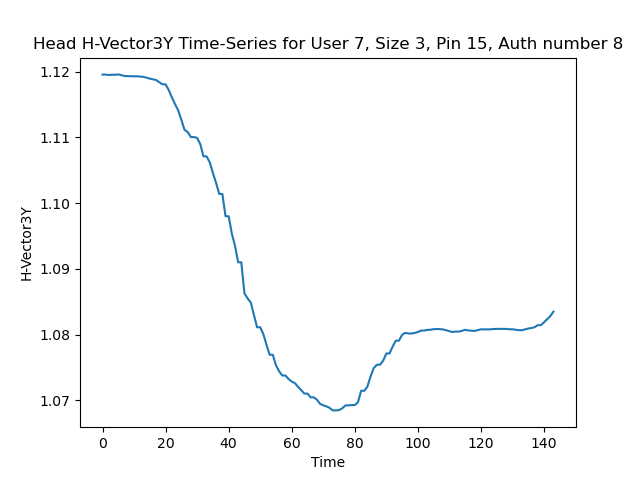 Head H-Vector3Y Time-Series for User 7, Size 3, Pin 15, Auth number 8
1.12
1.11
1.10
1.09
1.08
1.07
H-Vector3Y
0 20 40 60 80 100 120 140
Time